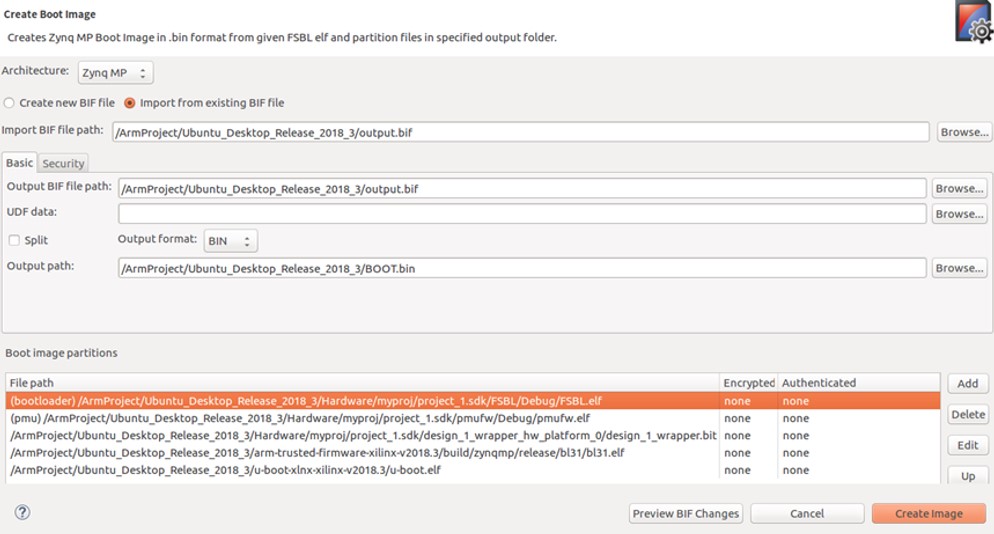 Create Boot Image
Creates Zynq MP Boot Image in .bin format from given FSBL elf and partition files in specified output folder.
Architecture: Zynq MP
Create new BIF file Import from existing BIF file
Import BIF file path: /ArmProject/Ubuntu_Desktop_Release_2018_3/output.bif Browse...
Basic Security
Output BIF file path: /ArmProject/Ubuntu_Desktop_Release_2018_3/output.bif Browse...
UDF data: Browse...
Split Output format: BIN
Output path: /ArmProject/Ubuntu_Desktop_Release_2018_3/BOOT.bin Browse...
Boot image partitions
File path Encrypted Authenticated Add
(bootloader) /ArmProject/Ubuntu_Desktop_Release_2018_3/Hardware/myproj/project_1.sdk/FSBL/Debug/FSBL.elf none none
(pmu) /ArmProject/Ubuntu_Desktop_Release_2018_3/Hardware/myproj/project_1.sdk/pmufw/Debug/pmufw.elf none none Delete
/ArmProject/Ubuntu_Desktop_Release_2018_3/Hardware/myproj/project_1.sdk/design_1_wrapper_hw_platform_0/design_1_wrapper.bit none none
/ArmProject/Ubuntu_Desktop_Release_2018_3/arm-trusted-firmware-xilinx-v2018.3/build/zynqmp/release/bl31/bl31.elf none none Edit
/ArmProject/Ubuntu_Desktop_Release_2018_3/u-boot-xlnx-xilinx-v2018.3/u-boot.elf none none Up
? Preview BIF Changes Cancel Create Image